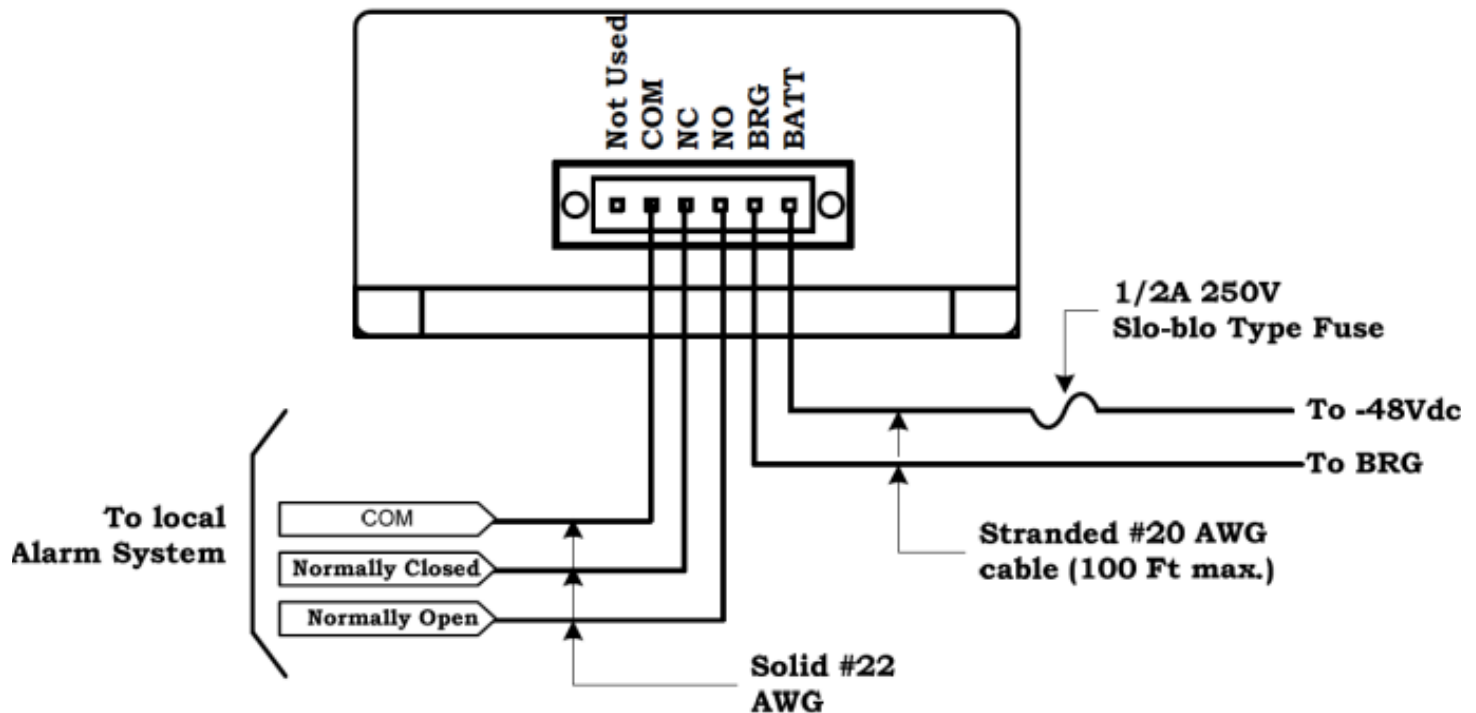 Not Used
COM
NC
NO
BRG
BATT
1/2A 250V
Slo-blo Type Fuse
To -48Vdc
To BRG
To local
Alarm System
COM
Normally Closed
Normally Open
Stranded #20 AWG
cable (100 Ft max.)
Solid #22
AWG